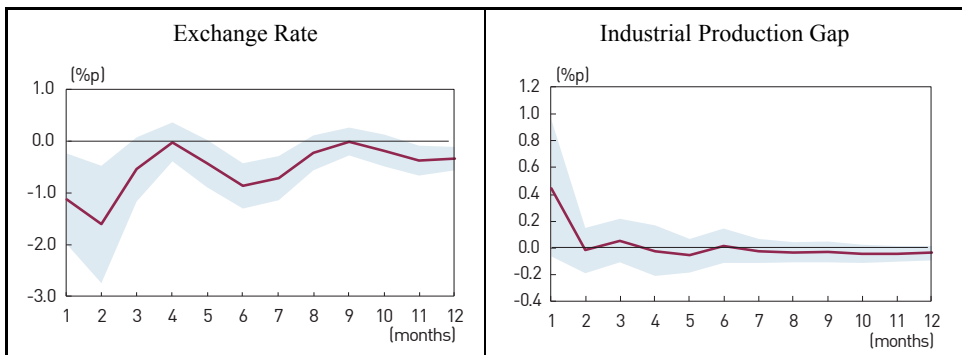 Exchange Rate
(%p)
1.0
0.0
-1.0
-2.0
-3.0
1 2 3 4 5 6 7 8 9 10 11 12
(months)
Industrial Production Gap
(%p)
1.2
1.0
0.8
0.6
0.4
0.2
0.0
-0.2
-0.4
1 2 3 4 5 6 7 8 9 10 11 12
(months)